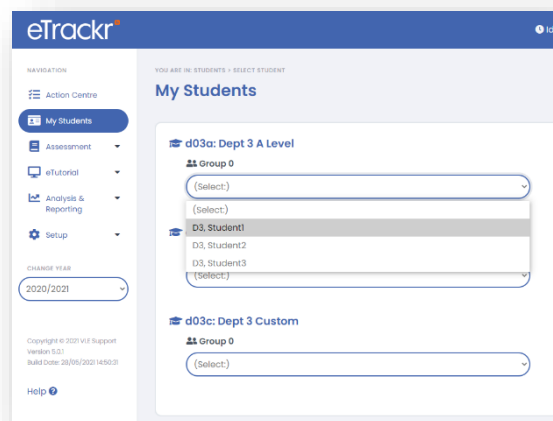 eTrackr
Id
NAVIGATION
Action Centre
My Students
Assessment
eTutorial
Analysis &
Reporting
Setup
CHANGE YEAR
2020/2021
Copyright © 2021 VLE Support
Version 5.0.1
Build Date: 28/05/2021 14:50:31
Help
YOU ARE IN: STUDENTS > SELECT STUDENT
My Students
d03a: Dept 3 A Level
Group 0
(Select:)
(Select:)
D3, Student1
D3, Student2
D3, Student3
(Select:)
d03c: Dept 3 Custom
Group 0
(Select:)